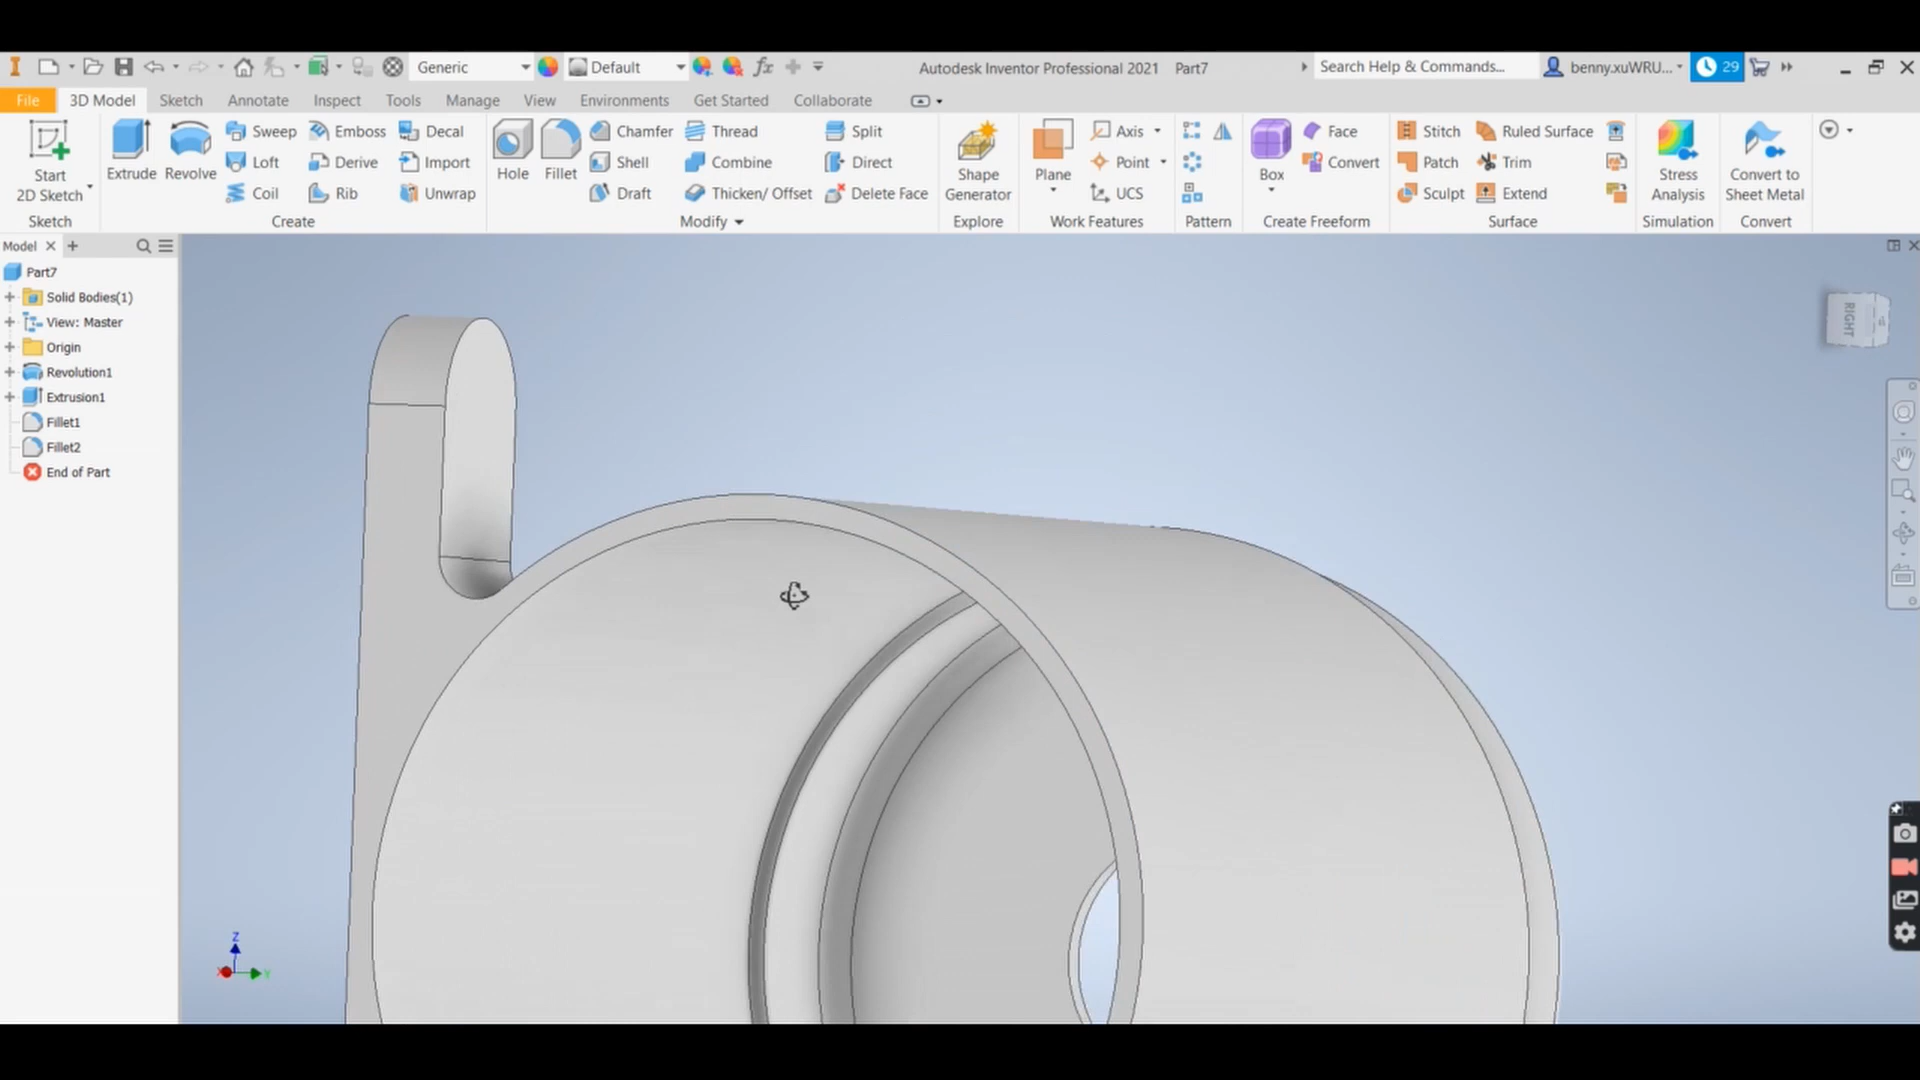 Generic
Default
fx
Autodesk Inventor Professional 2021 Part7
Search Help & Commands...
benny.xuWRU...
29
File 3D Model Sketch Annotate Inspect Tools Manage View Environments Get Started Collaborate
Start
2D Sketch
Sketch
Extrude Revolve
Sweep Emboss Decal
Loft Derive Import
Coil Rib Unwrap
Create
Hole Fillet
Chamfer Thread Split
Shell Combine Direct
Draft Thicken/ Offset Delete Face
Modify
Shape
Generator
Explore
Plane
Axis
Point
UCS
Work Features
Pattern
Box
Face
Convert
Create Freeform
Stitch Ruled Surface
Patch Trim
Sculpt Extend
Surface
Stress
Analysis
Simulation
Convert to
Sheet Metal
Convert
Model
Part7
Solid Bodies(1)
View: Master
Origin
Revolution1
Extrusion1
Fillet1
Fillet2
End of Part
RIGHT
Z
X
Y